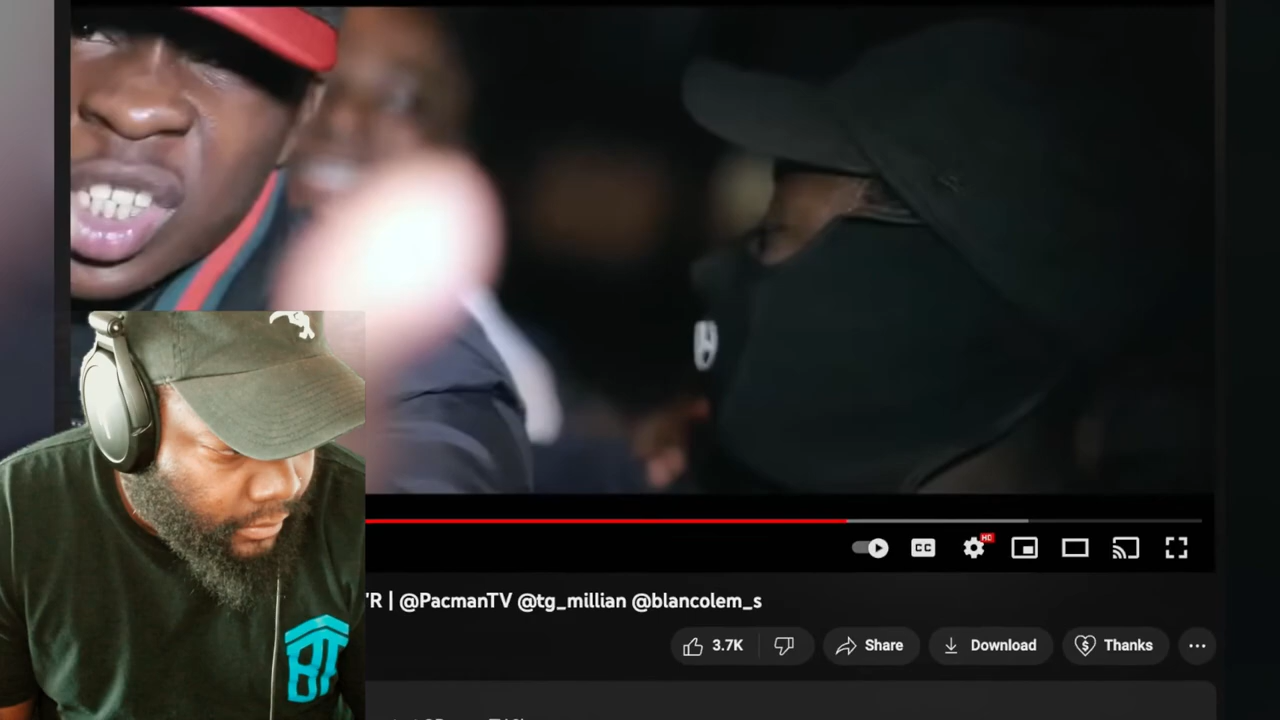 CC
HD
'R | @PacmanTV @tg_millian @blancolem_s
3.7K
Share
Download
Thanks
BT